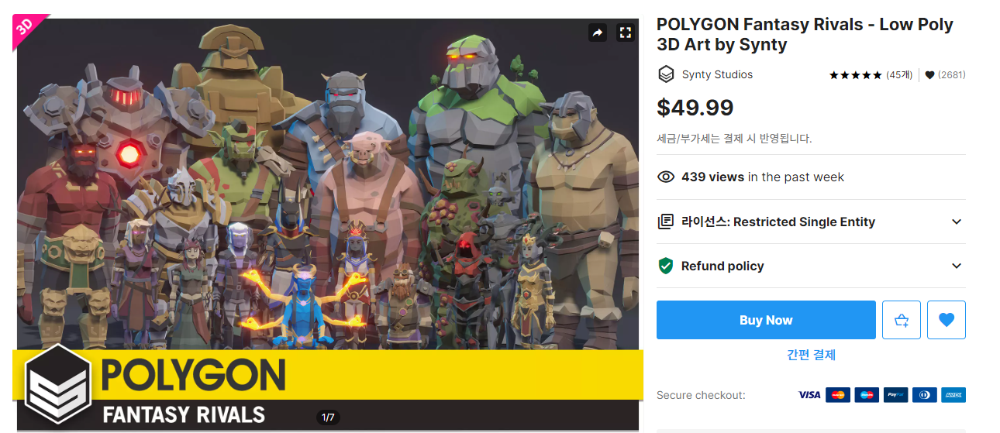 3D
POLYGON
FANTASY RIVALS
1/7
POLYGON Fantasy Rivals - Low Poly
3D Art by Synty
Synty Studios
★★★★★ (45개) (2681)
$49.99
세금/부가세는 결제 시 반영됩니다.
439 views in the past week
라이선스: Restricted Single Entity
Refund policy
Buy Now
간편 결제
Secure checkout: VISA PayPal AMEX